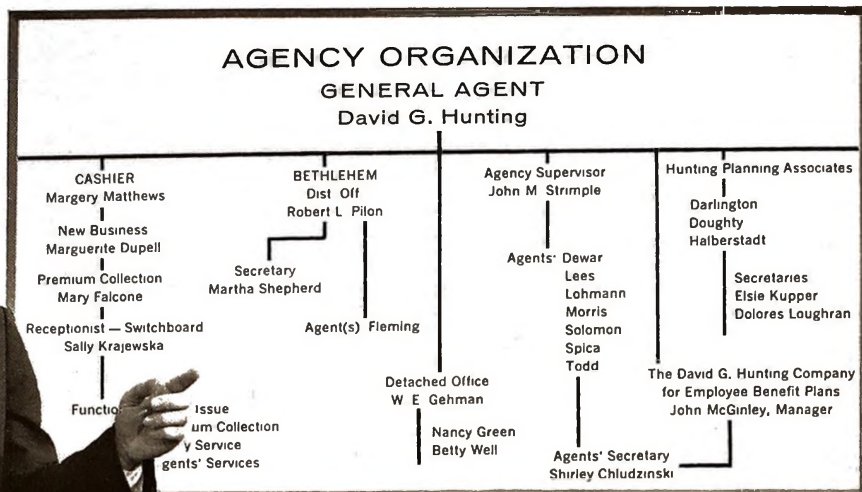 AGENCY ORGANIZATION
GENERAL AGENT
David G. Hunting
CASHIER
Margery Matthews
New Business
Marguerite Dupell
Premium Collection
Mary Falcone
Receptionist — Switchboard
Sally Krajewska
Issue
Collection
Service
Services
BETHLEHEM
Dist Off
Robert L Pilon
Secretary
Martha Shepherd
Agent(s) Fleming
Detached Office
W E Gehman
Nancy Green
Betty Well
Agency Supervisor
John M Strimple
Agents: Dewar
Lees
Lohmann
Morris
Solomon
Spica
Todd
Agents' Secretary
Shirley Chludzinski
Hunting Planning Associates
Darlington
Doughty
Halberstadt
Secretaries
Elsie Kupper
Dolores Loughran
The David G. Hunting Company
for Employee Benefit Plans
John McGinley, Manager